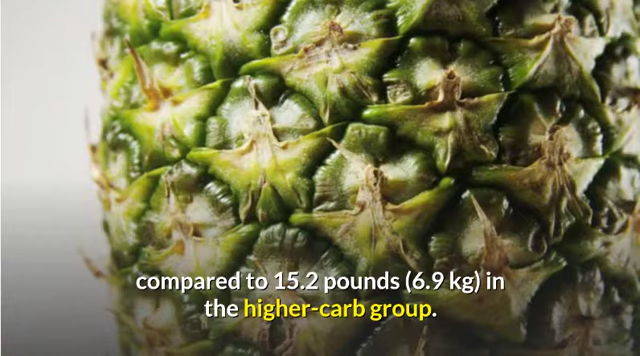 compared to 15.2 pounds (6.9 kg) in
the higher-carb group.